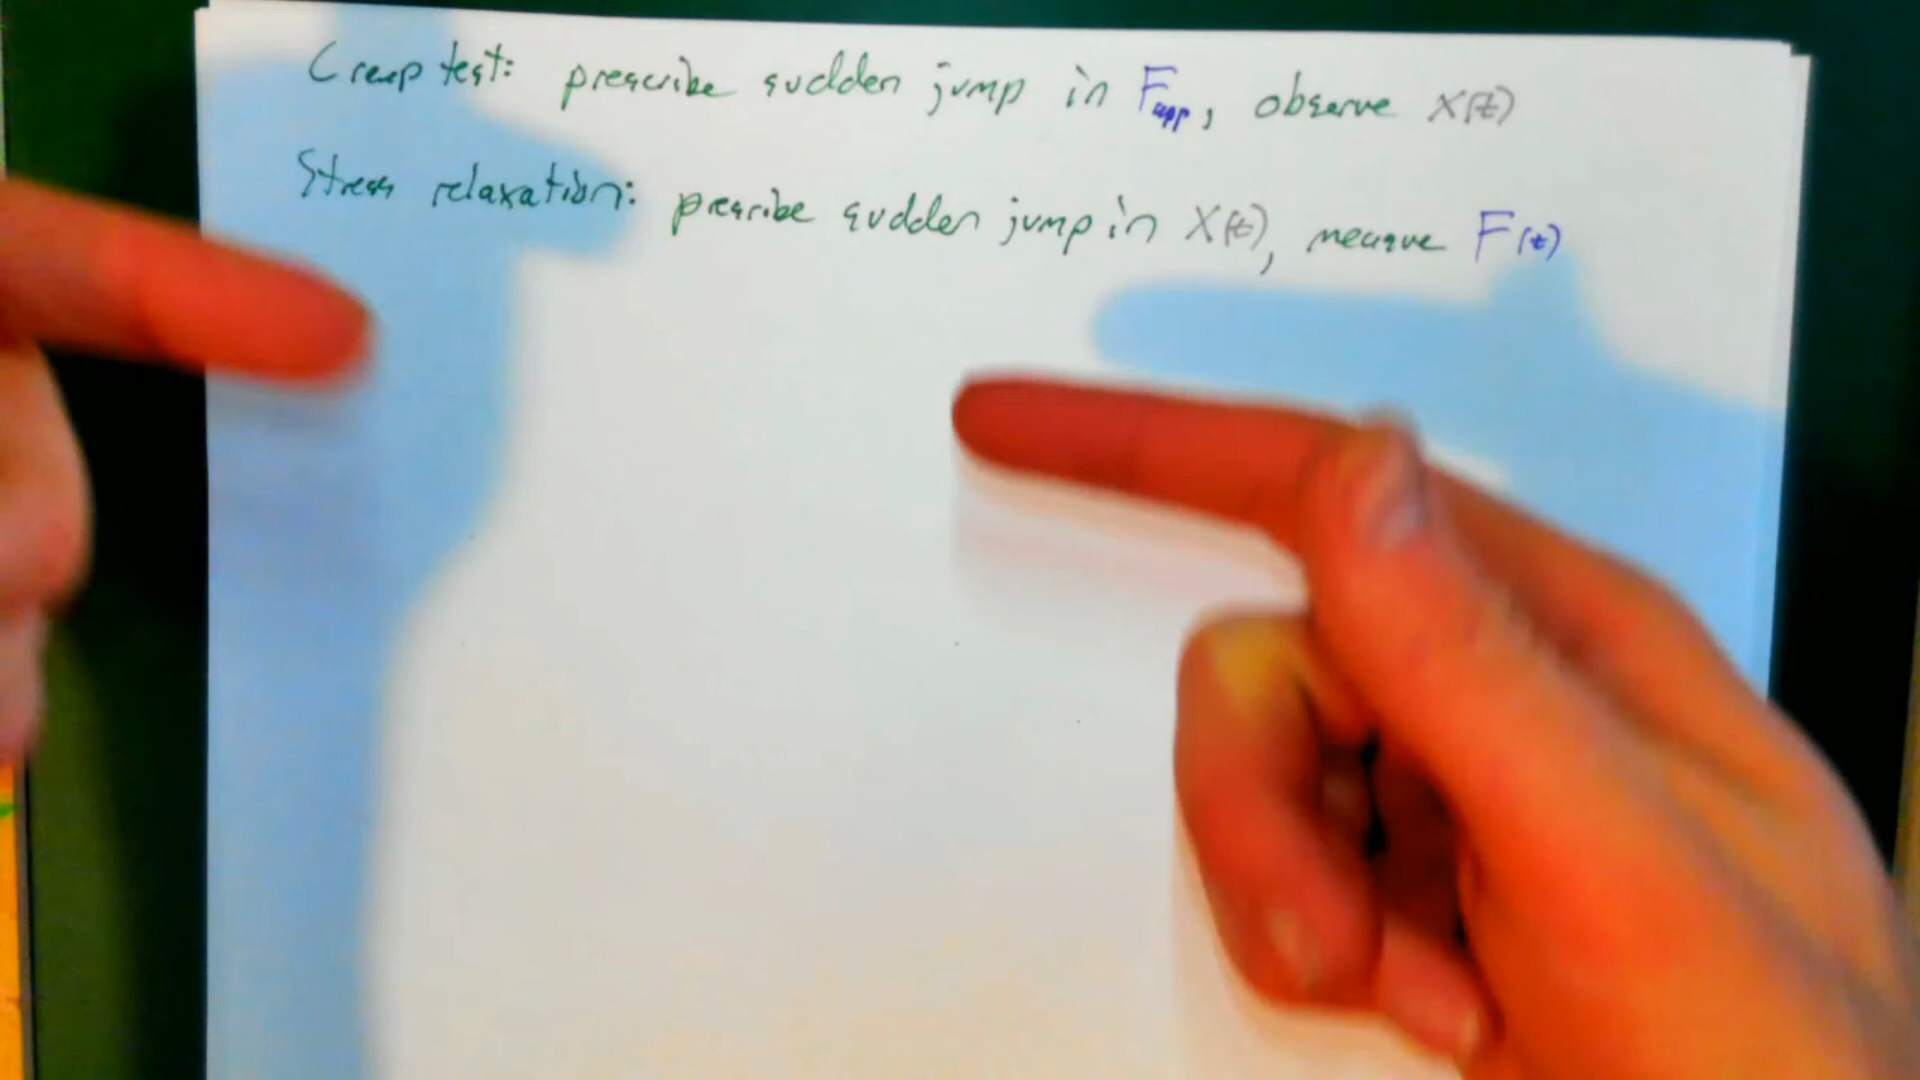 Creep test: prescribe sudden jump in Fapp, observe X(t)
Stress relaxation: prescribe sudden jump in X(t), measure F(t)